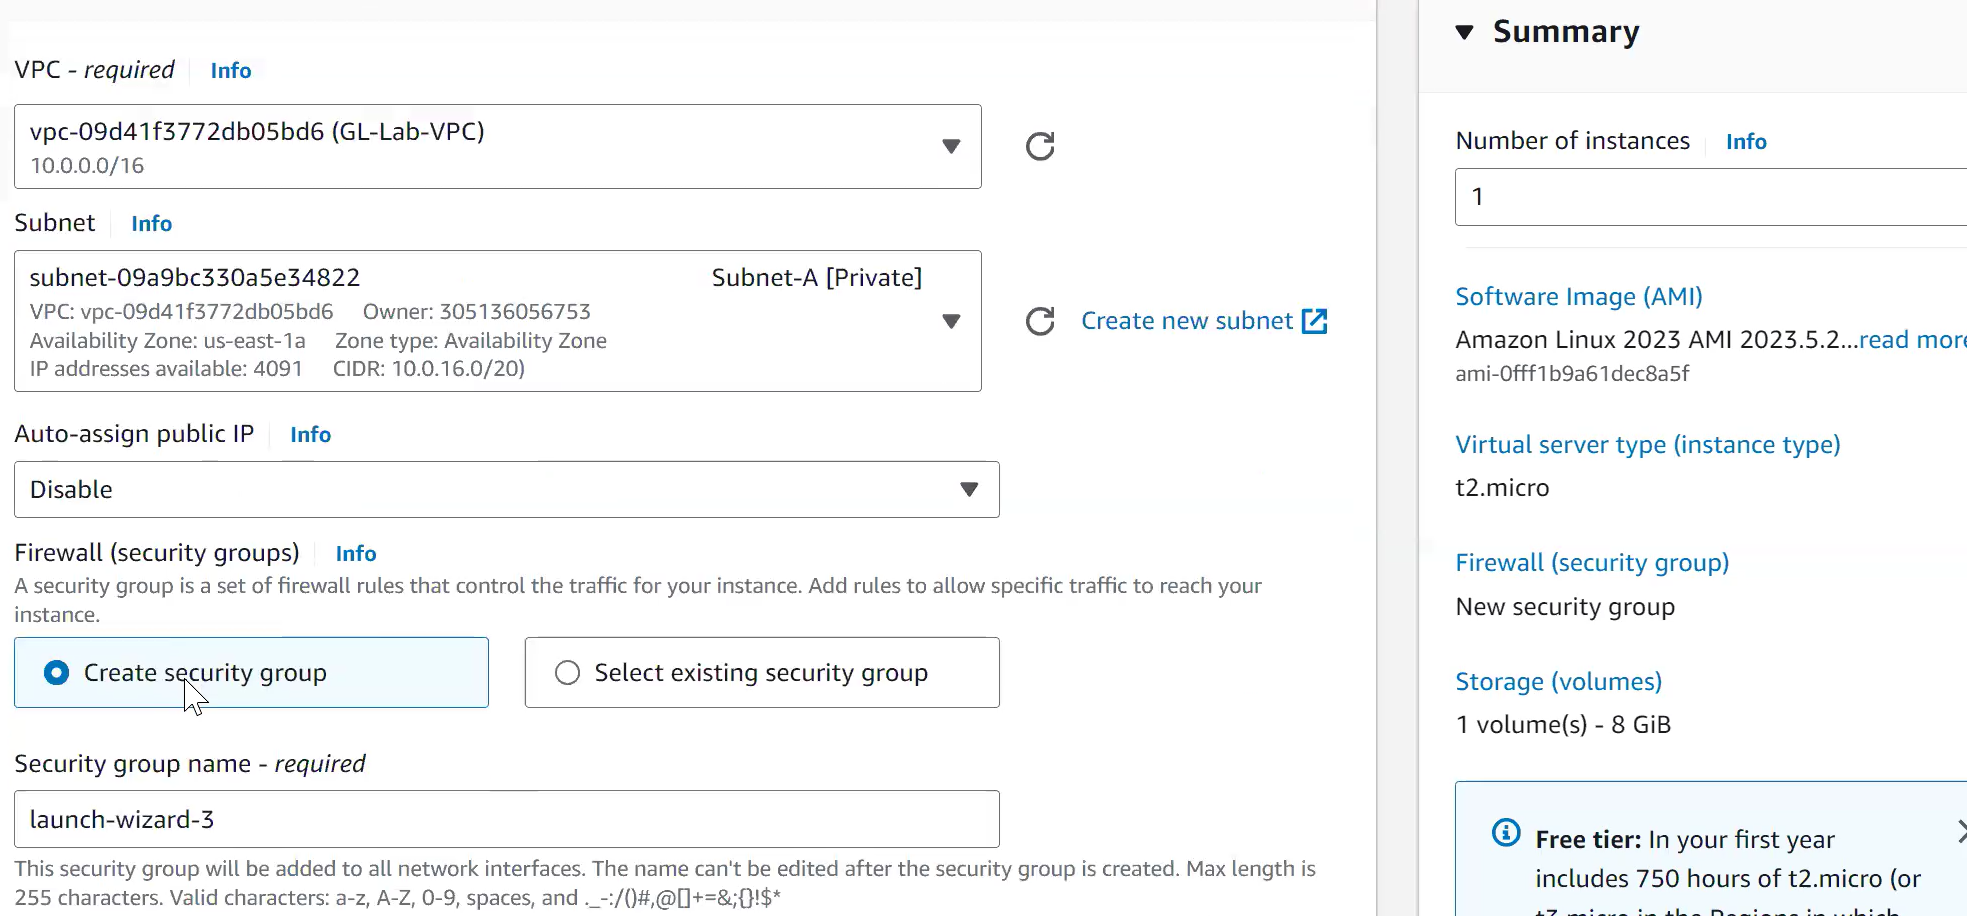 VPC - required Info
vpc-09d41f3772db05bd6 (GL-Lab-VPC)
10.0.0.0/16
Subnet Info
subnet-09a9bc330a5e34822 Subnet-A [Private]
VPC: vpc-09d41f3772db05bd6 Owner: 305136056753
Availability Zone: us-east-1a Zone type: Availability Zone
IP addresses available: 4091 CIDR: 10.0.16.0/20)
Create new subnet
Auto-assign public IP Info
Disable
Firewall (security groups) Info
A security group is a set of firewall rules that control the traffic for your instance. Add rules to allow specific traffic to reach your
instance.
Create security group
Select existing security group
Security group name - required
launch-wizard-3
This security group will be added to all network interfaces. The name can't be edited after the security group is created. Max length is
255 characters. Valid characters: a-z, A-Z, 0-9, spaces, and ._-:/()#,@[]+=&;{}!$*
Summary
Number of instances Info
1
Software Image (AMI)
Amazon Linux 2023 AMI 2023.5.2...read more
ami-0fff1b9a61dec8a5f
Virtual server type (instance type)
t2.micro
Firewall (security group)
New security group
Storage (volumes)
1 volume(s) - 8 GiB
Free tier: In your first year
includes 750 hours of t2.micro (or
t3.micro in the Regions in which